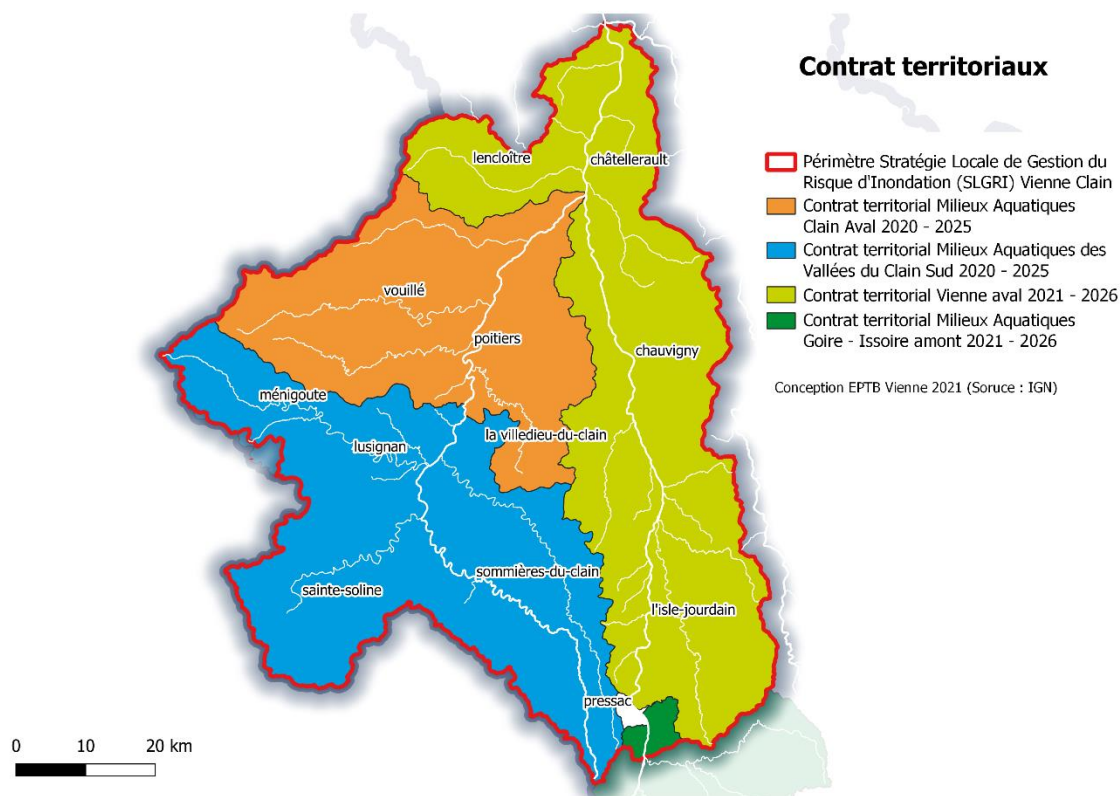 Contrat territoriaux
Périmètre Stratégie Locale de Gestion du
Risque d'Inondation (SLGRI) Vienne Clain
Contrat territorial Milieux Aquatiques
Clain Aval 2020 - 2025
Contrat territorial Milieux Aquatiques des
Vallées du Clain Sud 2020 - 2025
Contrat territorial Vienne aval 2021 - 2026
Contrat territorial Milieux Aquatiques
Goire - Issoire amont 2021 - 2026
Conception EPTB Vienne 2021 (Soruce : IGN)
lencloître
châtellerault
vouillé
poitiers
chauvigny
ménigoute
la villedieu-du-clain
lusignan
sommières-du-clain
sainte-soline
l'isle-jourdain
pressac
0 10 20 km